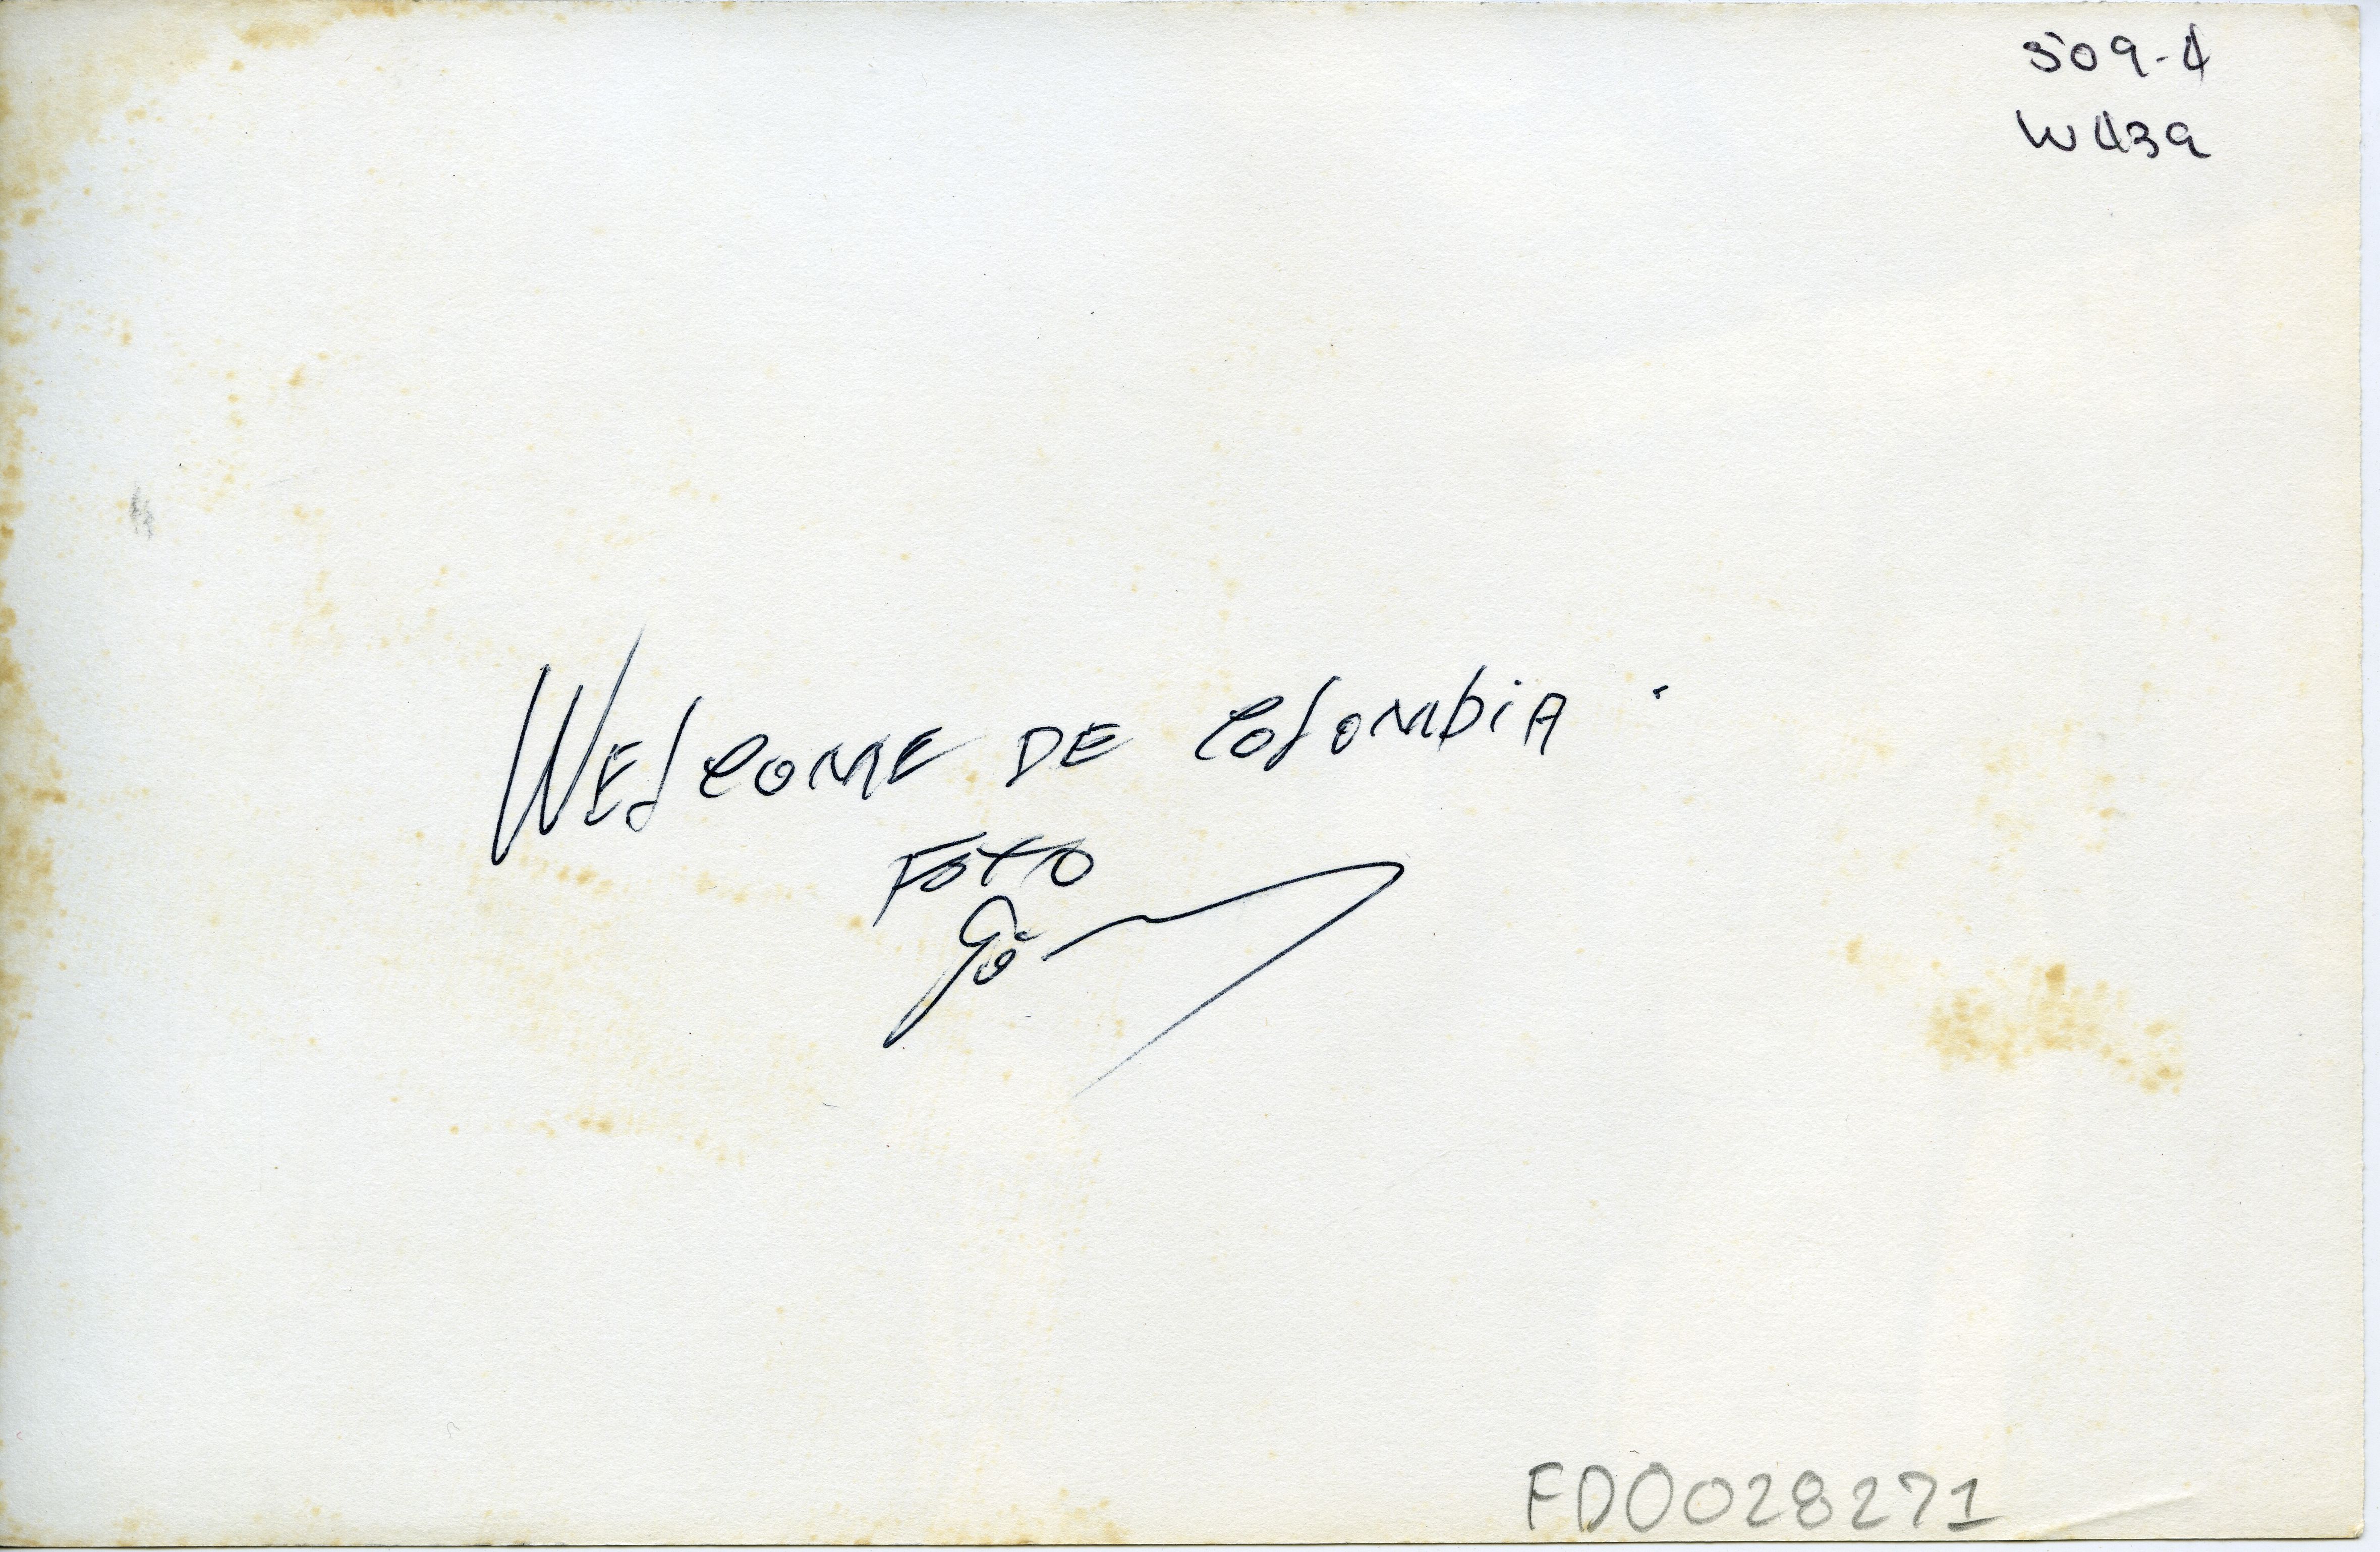 509-4
W439
WELCOME DE COLOMBIA
FOTO
FD0028271